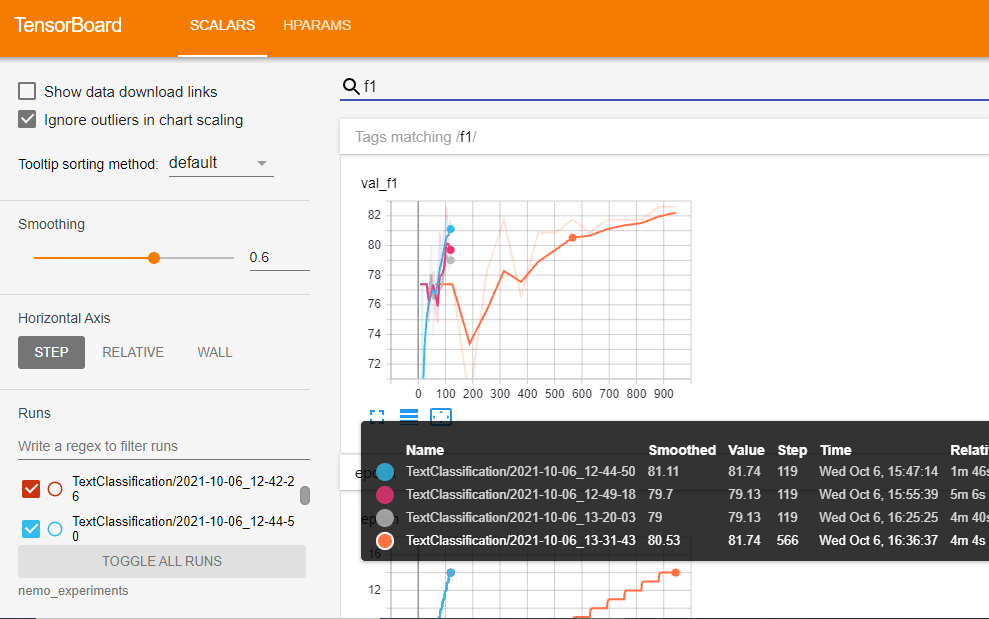 TensorBoard SCALARS HPARAMS
Show data download links
Ignore outliers in chart scaling
Tooltip sorting method: default
Smoothing
0.6
Horizontal Axis
STEP RELATIVE WALL
Runs
Write a regex to filter runs
TextClassification/2021-10-06_12-42-2
6
TextClassification/2021-10-06_12-44-5
0
TOGGLE ALL RUNS
nemo_experiments
f1
Tags matching /f1/
val_f1
82
80
78
76
74
72
0 100 200 300 400 500 600 700 800 900
Name Smoothed Value Step Time Relati
TextClassification/2021-10-06_12-44-50 81.11 81.74 119 Wed Oct 6, 15:47:14 1m 46s
TextClassification/2021-10-06_12-49-18 79.7 79.13 119 Wed Oct 6, 15:55:39 5m 6s
TextClassification/2021-10-06_13-20-03 79 79.13 119 Wed Oct 6, 16:25:25 4m 40s
TextClassification/2021-10-06_13-31-43 80.53 81.74 566 Wed Oct 6, 16:36:37 4m 4s
16
12